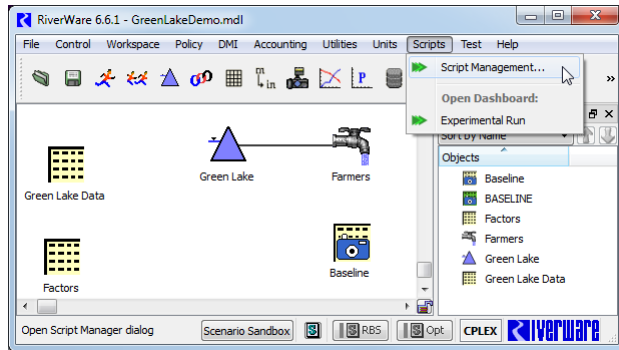 RiverWare 6.6.1 - GreenLakeDemo.mdl
File Control Workspace Policy DMI Accounting Utilities Units Scripts Test Help
Script Management...
Open Dashboard:
Experimental Run
in
P
»
Sort by Name
Objects
Baseline
BASELINE
Factors
Farmers
Green Lake
Green Lake Data
Green Lake Data
Green Lake
Farmers
Factors
Baseline
Open Script Manager dialog
Scenario Sandbox
S
S RBS
S Opt
CPLEX
RIVERWARE